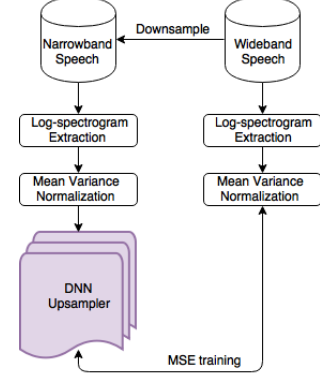 Downsample
Narrowband
Speech
Wideband
Speech
Log-spectrogram
Extraction
Log-spectrogram
Extraction
Mean Variance
Normalization
Mean Variance
Normalization
DNN
Upsampler
MSE training